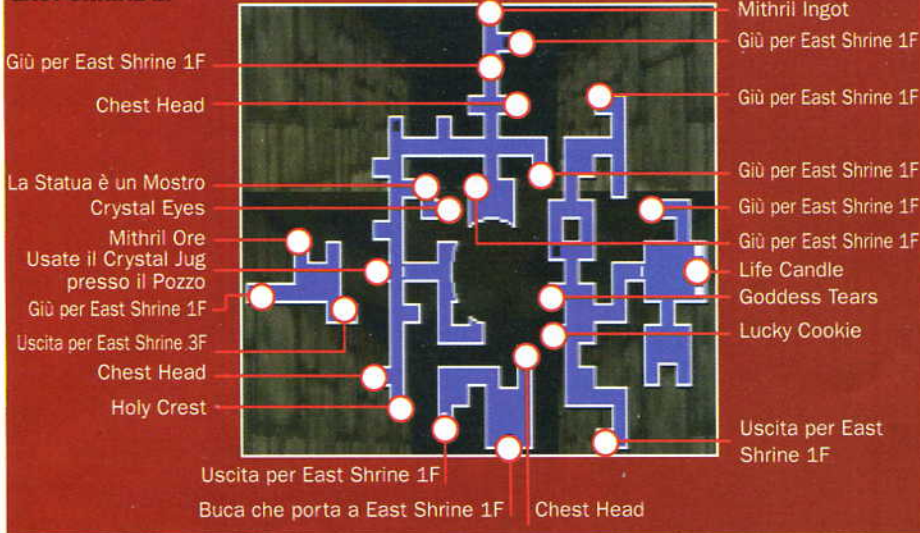 Mithril Ingot
Giù per East Shrine 1F
Giù per East Shrine 1F
Chest Head
Giù per East Shrine 1F
Giù per East Shrine 1F
La Statua è un Mostro
Crystal Eyes
Giù per East Shrine 1F
Mithril Ore
Giù per East Shrine 1F
Usate il Crystal Jug
presso il Pozzo
Life Candle
Giù per East Shrine 1F
Goddess Tears
Uscita per East Shrine 3F
Lucky Cookie
Chest Head
Holy Crest
Uscita per East
Shrine 1F
Uscita per East Shrine 1F
Buca che porta a East Shrine 1F
Chest Head